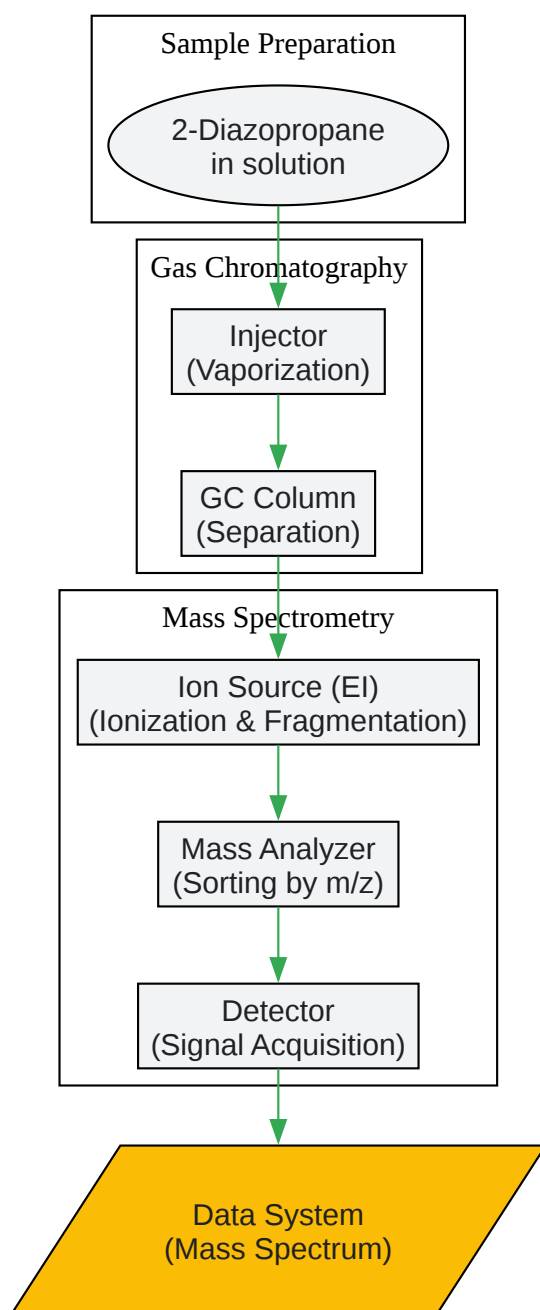 Sample Preparation
2-Diazopropane
in solution
Gas Chromatography
Injector
(Vaporization)
GC Column
(Separation)
Mass Spectrometry
Ion Source (EI)
(Ionization & Fragmentation)
Mass Analyzer
(Sorting by m/z)
Detector
(Signal Acquisition)
Data System
(Mass Spectrum)